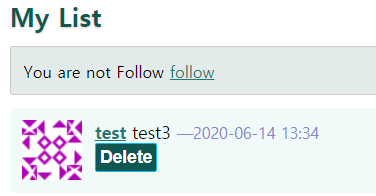 My List
You are not Follow follow
test test3 —2020-06-14 13:34
Delete